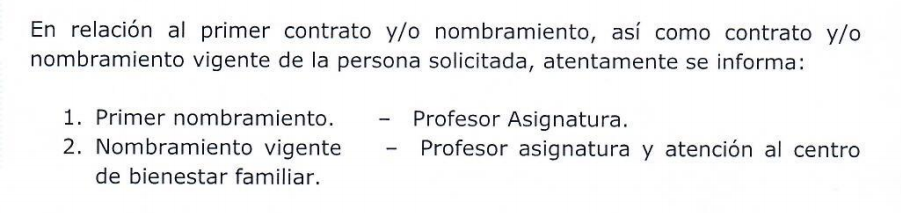 En relación al primer contrato y/o nombramiento, así como contrato y/o
nombramiento vigente de la persona solicitada, atentamente se informa:
1. Primer nombramiento. – Profesor Asignatura.
2. Nombramiento vigente – Profesor asignatura y atención al centro
de bienestar familiar.